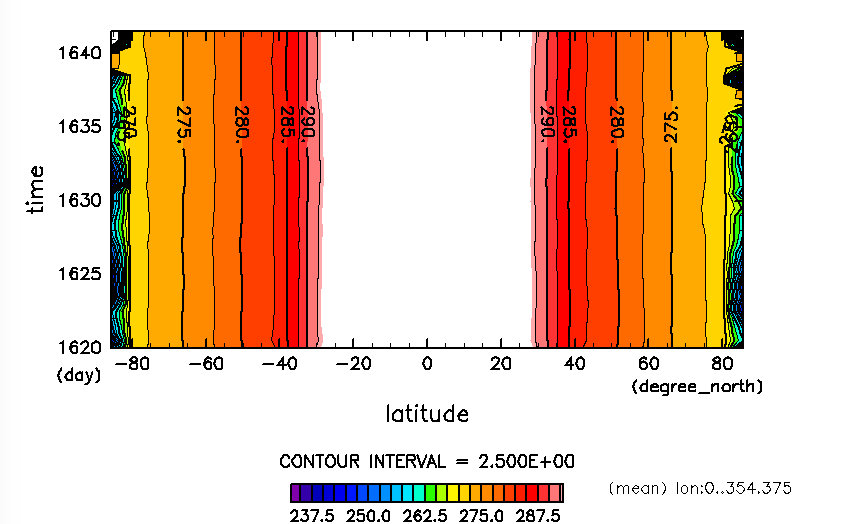 1640
1635
1630
1625
1620
time
(day)
270. 275. 280. 285. 290. 290. 285. 280. 275.
−80 −60 −40 −20 0 20 40 60 80
(degree_north)
latitude
CONTOUR INTERVAL = 2.500E+00
237.5 250.0 262.5 275.0 287.5
(mean) lon:0..354.375